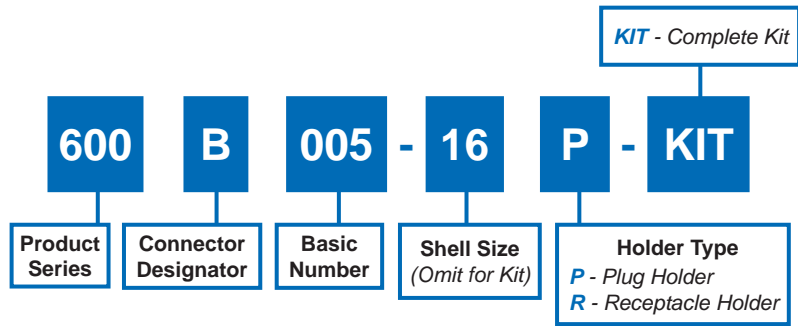 KIT - Complete Kit
600 B 005 - 16 P - KIT
Product
Series
Connector
Designator
Basic
Number
Shell Size
(Omit for Kit)
Holder Type
P - Plug Holder
R - Receptacle Holder